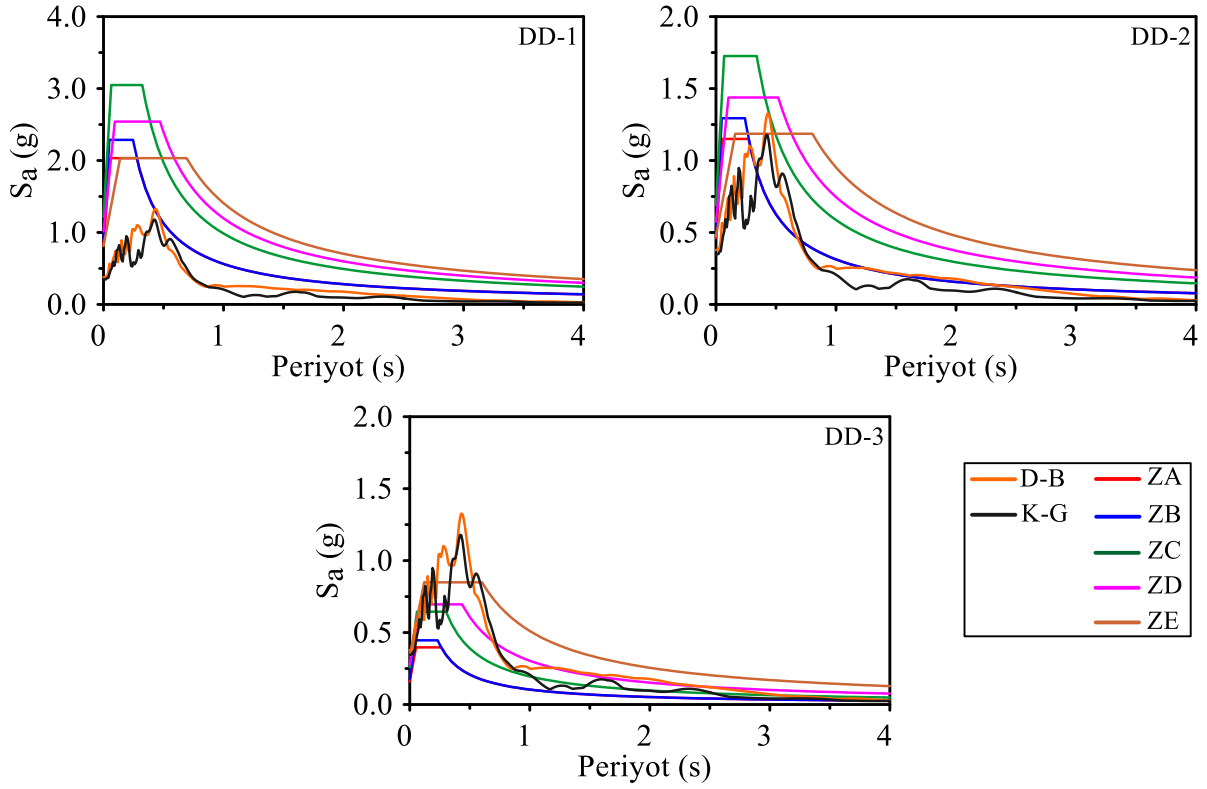 DD-1
4.0
3.0
2.0
1.0
0.0
Sa (g)
0 1 2 3 4
Periyot (s)
DD-2
2.0
1.5
1.0
0.5
0.0
Sa (g)
0 1 2 3 4
Periyot (s)
DD-3
2.0
1.5
1.0
0.5
0.0
Sa (g)
0 1 2 3 4
Periyot (s)
D-B
K-G
ZA
ZB
ZC
ZD
ZE